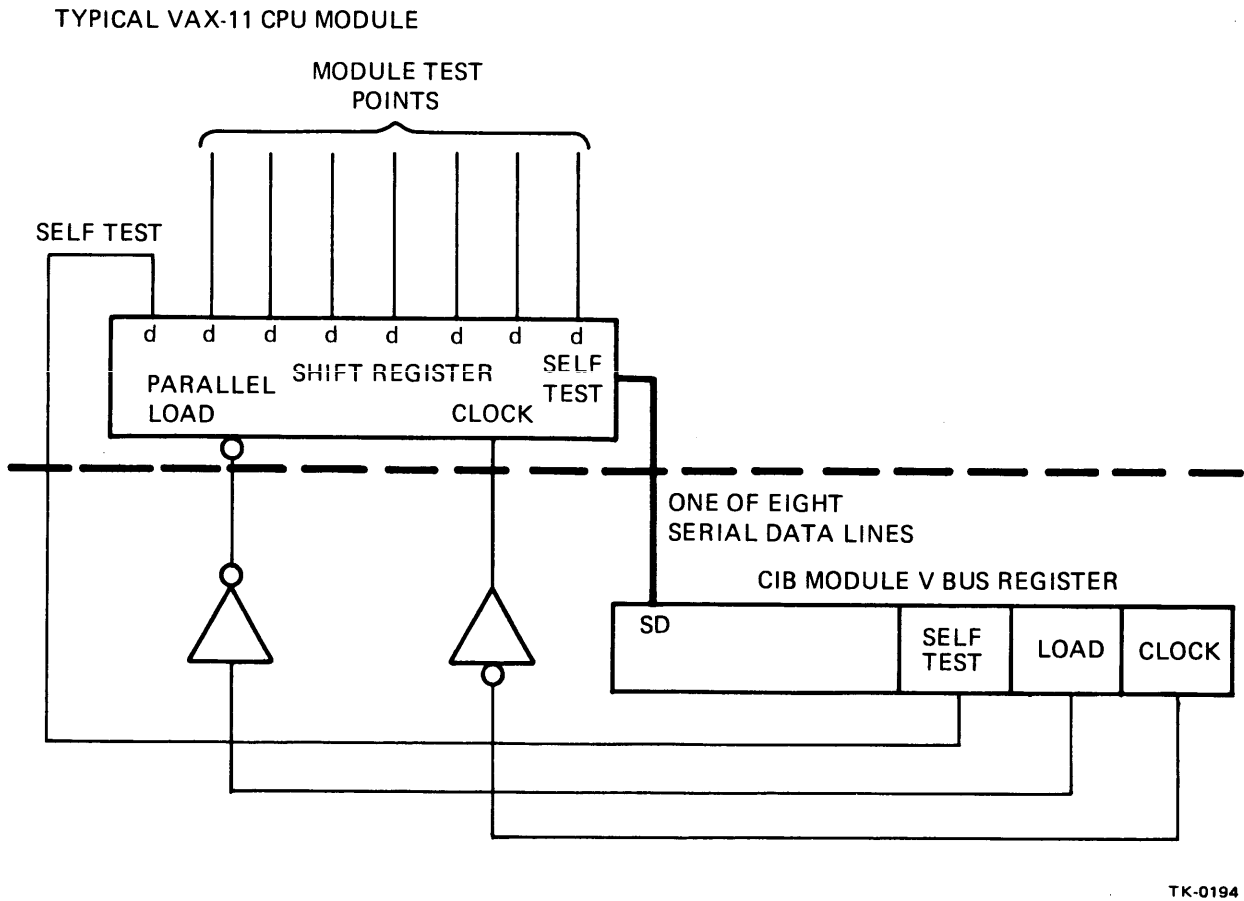 TYPICAL VAX-11 CPU MODULE
MODULE TEST
POINTS
SELF TEST
d d d d d d d d
SHIFT REGISTER
SELF
TEST
PARALLEL
LOAD
CLOCK
ONE OF EIGHT
SERIAL DATA LINES
CIB MODULE V BUS REGISTER
SD
SELF
TEST
LOAD
CLOCK
TK-0194